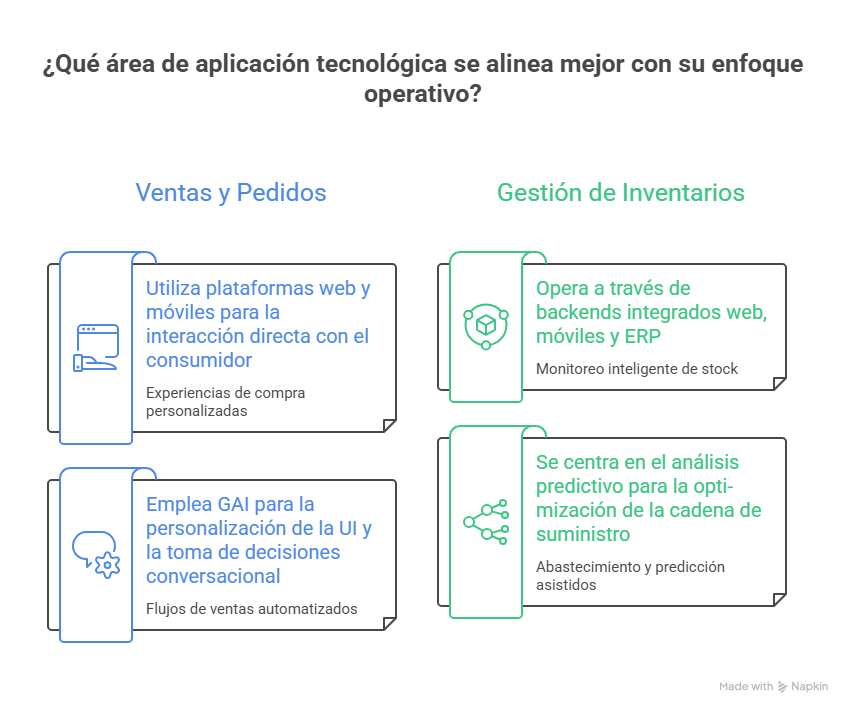 ¿Qué área de aplicación tecnológica se alinea mejor con su enfoque
operativo?
Ventas y Pedidos
Utiliza plataformas web y
móviles para la
interacción directa con el
consumidor
Experiencias de compra
personalizadas
Emplea GAI para la
personalización de la UI y
la toma de decisiones
conversacional
Flujos de ventas automatizados
Gestión de Inventarios
Opera a través de
backends integrados web,
móviles y ERP
Monitoreo inteligente de stock
Se centra en el análisis
predictivo para la opti-
mización de la cadena de
suministro
Abastecimiento y predicción
asistidos
Made with Napkin